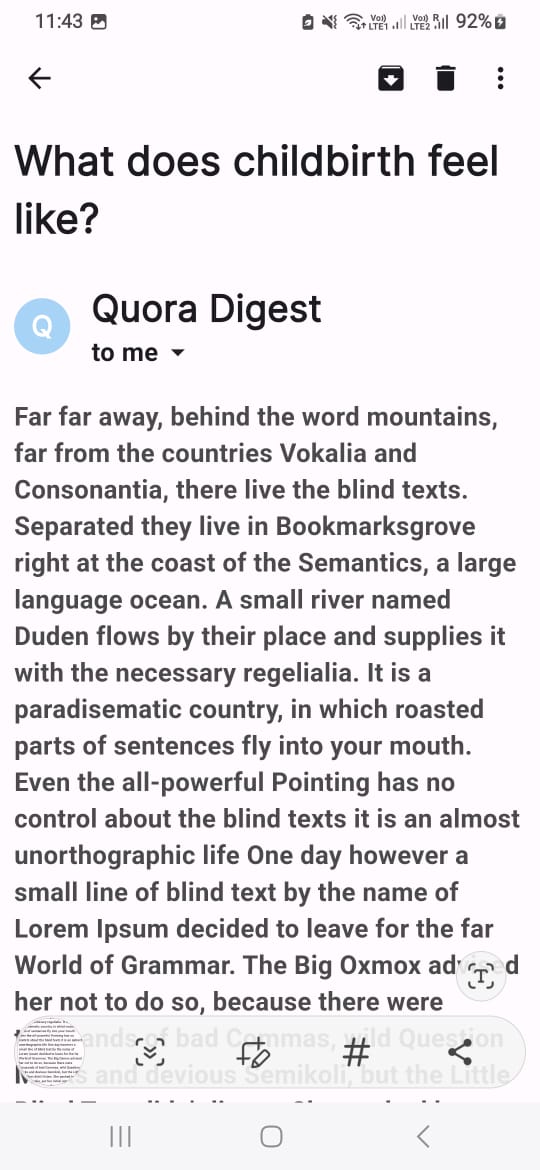 11:43
Vo) LTE1 Vo) LTE2 R 92%
What does childbirth feel
like?
Q
Quora Digest
to me
Far far away, behind the word mountains,
far from the countries Vokalia and
Consonantia, there live the blind texts.
Separated they live in Bookmarksgrove
right at the coast of the Semantics, a large
language ocean. A small river named
Duden flows by their place and supplies it
with the necessary regelialia. It is a
paradisematic country, in which roasted
parts of sentences fly into your mouth.
Even the all-powerful Pointing has no
control about the blind texts it is an almost
unorthographic life One day however a
small line of blind text by the name of
Lorem Ipsum decided to leave for the far
World of Grammar. The Big Oxmox
her not to do so, because there were
of bad Commas, wild Question
and devious Semikoli, but the Little